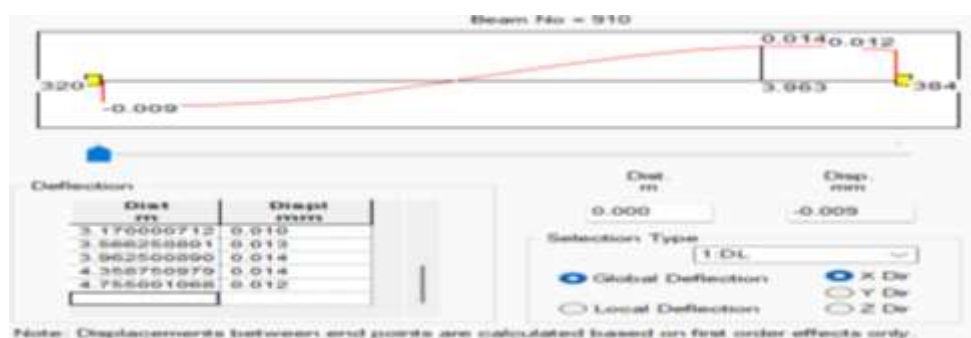 Beam No = 910
0.014 0.012
320 3.963 384
-0.009
Deflection
Dist. m Disp. mm
0.000 -0.009
Dist m Displ mm
3.170000712 0.010
3.566250801 0.013
3.962500890 0.014
4.358750979 0.014
4.755001068 0.012
Selection Type
1:DL
Global Deflection
Local Deflection
X Dir
Y Dir
Z Dir
Note: Displacements between end points are calculated based on first order effects only.